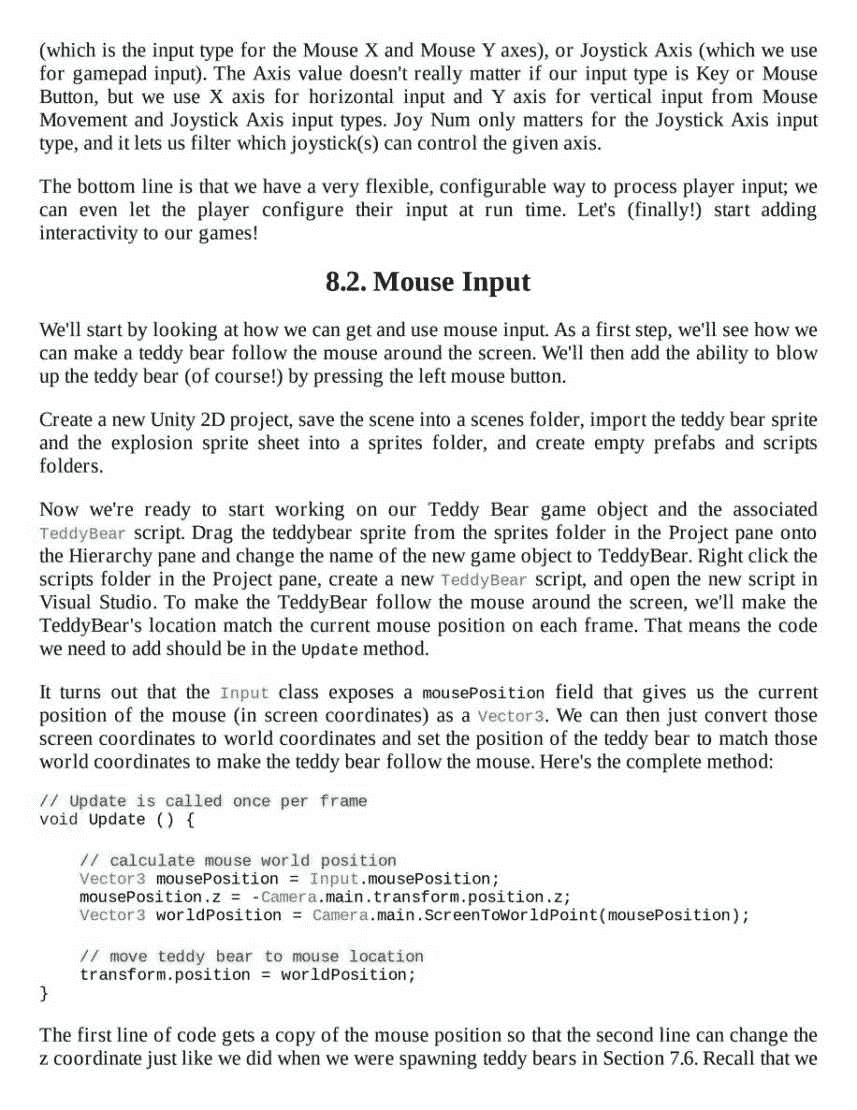 (which is the input type for the Mouse X and Mouse Y axes), or Joystick Axis (which we use
for gamepad input). The Axis value doesn't really matter if our input type is Key or Mouse
Button, but we use X axis for horizontal input and Y axis for vertical input from Mouse
Movement and Joystick Axis input types. Joy Num only matters for the Joystick Axis input
type, and it lets us filter which joystick(s) can control the given axis.
The bottom line is that we have a very flexible, configurable way to process player input; we
can even let the player configure their input at run time. Let's (finally!) start adding
interactivity to our games!
8.2. Mouse Input
We'll start by looking at how we can get and use mouse input. As a first step, we'll see how we
can make a teddy bear follow the mouse around the screen. We'll then add the ability to blow
up the teddy bear (of course!) by pressing the left mouse button.
Create a new Unity 2D project, save the scene into a scenes folder, import the teddy bear sprite
and the explosion sprite sheet into a sprites folder, and create empty prefabs and scripts
folders.
Now we're ready to start working on our Teddy Bear game object and the associated
TeddyBear script. Drag the teddybear sprite from the sprites folder in the Project pane onto
the Hierarchy pane and change the name of the new game object to TeddyBear. Right click the
scripts folder in the Project pane, create a new TeddyBear script, and open the new script in
Visual Studio. To make the TeddyBear follow the mouse around the screen, we'll make the
TeddyBear's location match the current mouse position on each frame. That means the code
we need to add should be in the Update method.
It turns out that the Input class exposes a mousePosition field that gives us the current
position of the mouse (in screen coordinates) as a Vector3. We can then just convert those
screen coordinates to world coordinates and set the position of the teddy bear to match those
world coordinates to make the teddy bear follow the mouse. Here's the complete method:
// Update is called once per frame
void Update () {
// calculate mouse world position
Vector3 mousePosition = Input.mousePosition;
mousePosition.z = -Camera.main.transform.position.z;
Vector3 worldPosition = Camera.main.ScreenToWorldPoint(mousePosition);
// move teddy bear to mouse location
transform.position = worldPosition;
}
The first line of code gets a copy of the mouse position so that the second line can change the
z coordinate just like we did when we were spawning teddy bears in Section 7.6. Recall that we